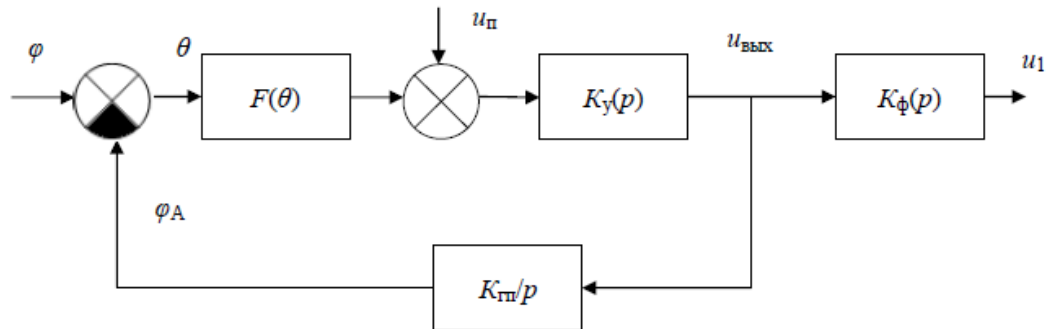 φ
θ
F(θ)
uп
Kу(p)
uвых
Kф(p)
u1
φA
Kгп/p